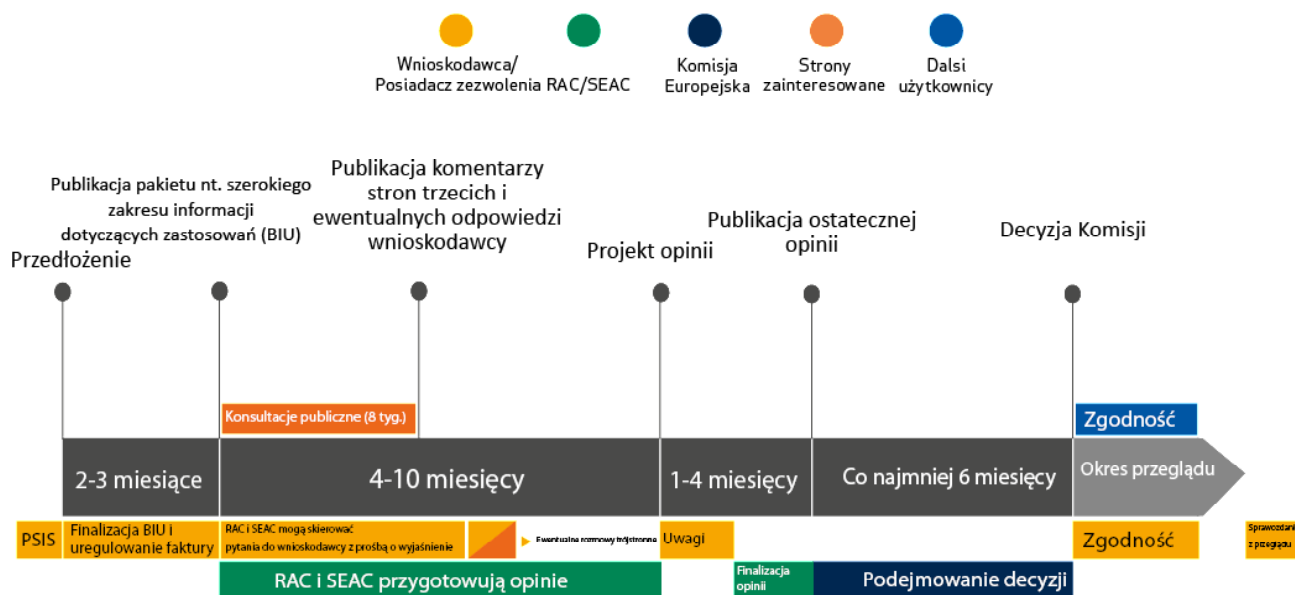 Wnioskodawca/
Posiadacz zezwolenia
RAC/SEAC
Komisja
Europejska
Strony
zainteresowane
Dalsi
użytkownicy
Przedłożenie
Publikacja pakietu nt. szerokiego
zakresu informacji
dotyczących zastosowań (BIU)
Publikacja komentarzy
stron trzecich i
ewentualnych odpowiedzi
wnioskodawcy
Projekt opinii
Publikacja ostatecznej
opinii
Decyzja Komisji
Konsultacje publiczne (8 tyg.)
Zgodność
2-3 miesiące
4-10 miesięcy
1-4 miesięcy
Co najmniej 6 miesięcy
Okres przeglądu
PSIS
Finalizacja BIU i
uregulowanie faktury
RAC i SEAC mogą skierować
pytania do wnioskodawcy z prośbą o wyjaśnienie
Ewentualne rozmowy trójstronne
Uwagi
Zgodność
Sprawozdani
z przeglądu
RAC i SEAC przygotowują opinie
Finalizacja
opinii
Podejmowanie decyzji